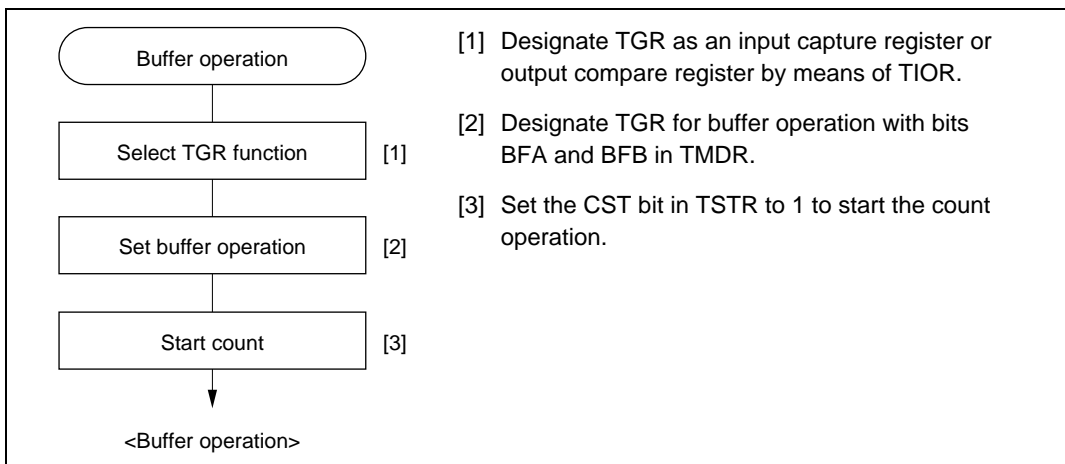 Buffer operation
Select TGR function
[1]
Set buffer operation
[2]
Start count
[3]
<Buffer operation>
[1] Designate TGR as an input capture register or
output compare register by means of TIOR.
[2] Designate TGR for buffer operation with bits
BFA and BFB in TMDR.
[3] Set the CST bit in TSTR to 1 to start the count
operation.